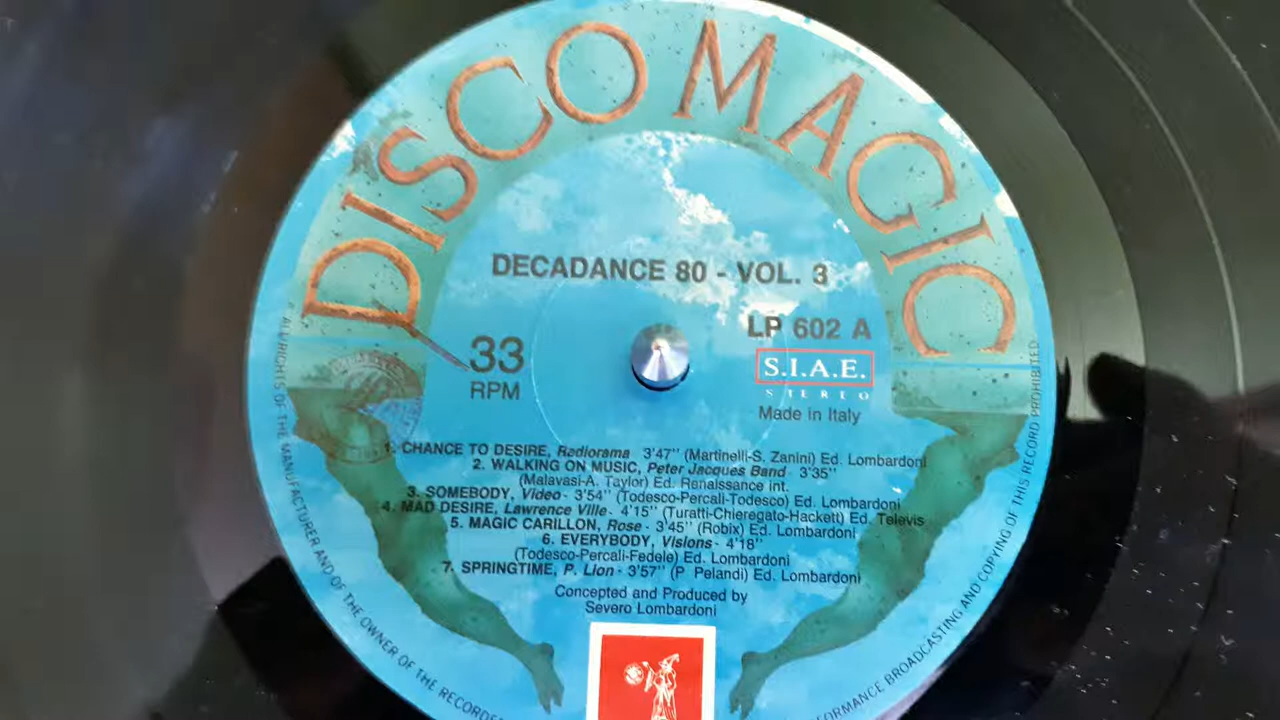 DISCO MAGIC
DECADANCE 80 - VOL. 3
LP 602 A
33
RPM
S.I.A.E.
STEREO
Made in Italy
1. CHANCE TO DESIRE, Radiorama 3'47'' (Martinelli-S. Zanini) Ed. Lombardoni
2. WALKING ON MUSIC, Peter Jacques Band - 3'35''
(Malavasi-A. Taylor) Ed. Renaissance int.
3. SOMEBODY, Video - 3'54'' (Todesco-Percali-Todesco) Ed. Lombardoni
4. MAD DESIRE, Lawrence Ville - 4'15'' (Turatti-Chieregato-Hackett) Ed. Televis
5. MAGIC CARILLON, Rose - 3'45'' (Robix) Ed. Lombardoni
6. EVERYBODY, Visions - 4'18''
(Todesco-Percali-Fedele) Ed. Lombardoni
7. SPRINGTIME, P. Lion - 3'57'' (P. Pelandi) Ed. Lombardoni
Concepted and Produced by
Severo Lombardoni
ALL RIGHTS OF THE MANUFACTURER AND OF THE OWNER OF THE RECORDED
PERFORMANCE BROADCASTING AND COPYING OF THIS RECORD PROHIBITED